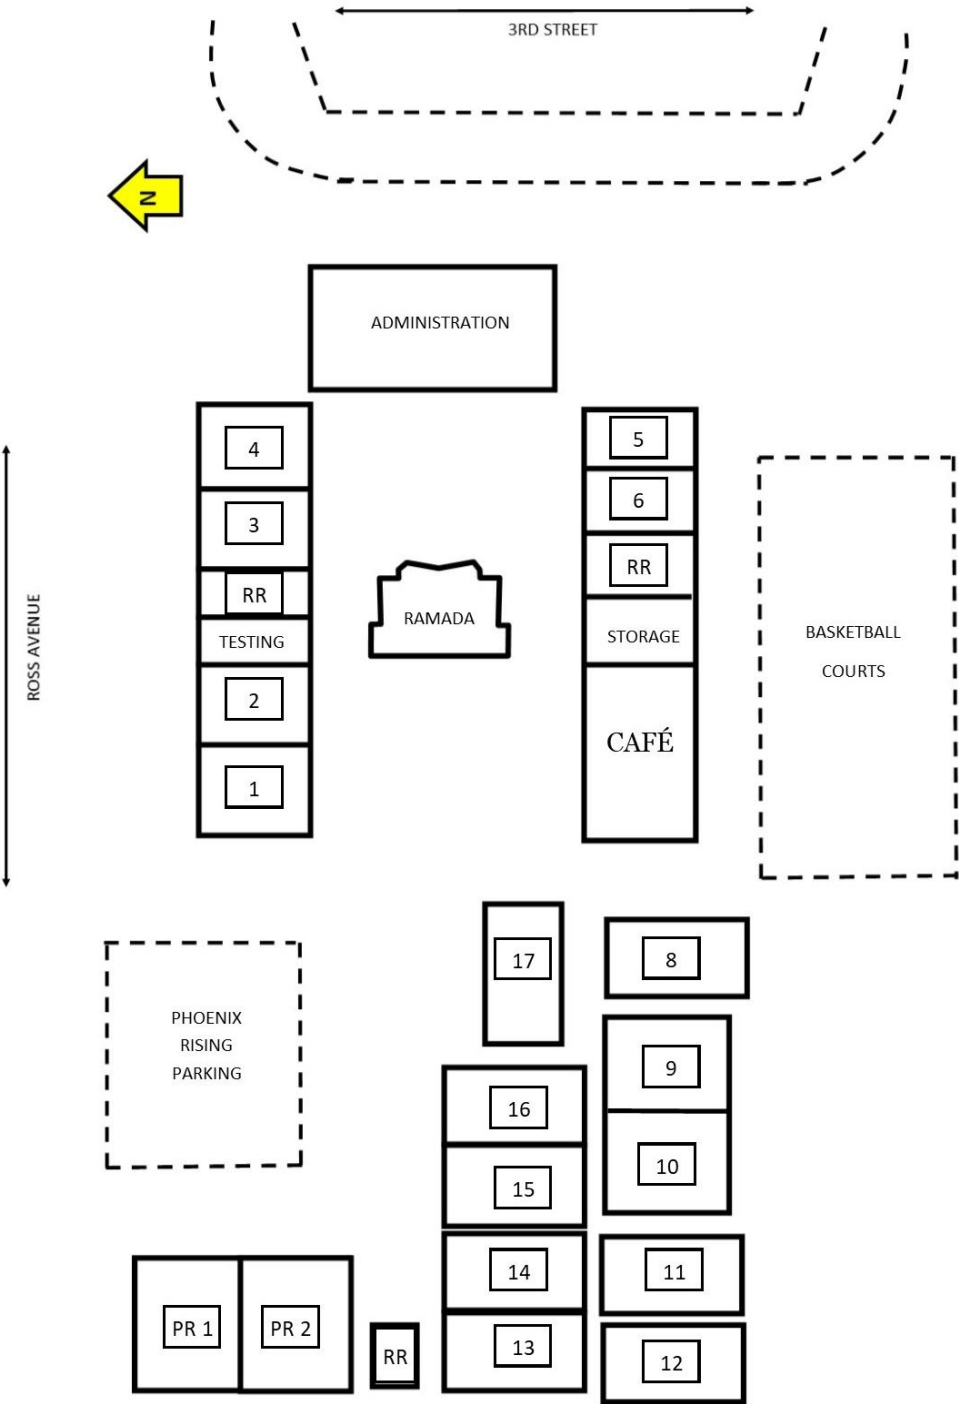 3RD STREET
N
ADMINISTRATION
4
5
3
6
RR
RR
ROSS AVENUE
RAMADA
TESTING
STORAGE
BASKETBALL
COURTS
2
CAFÉ
1
17
8
PHOENIX
RISING
PARKING
9
16
10
15
14
11
PR 1
PR 2
RR
13
12